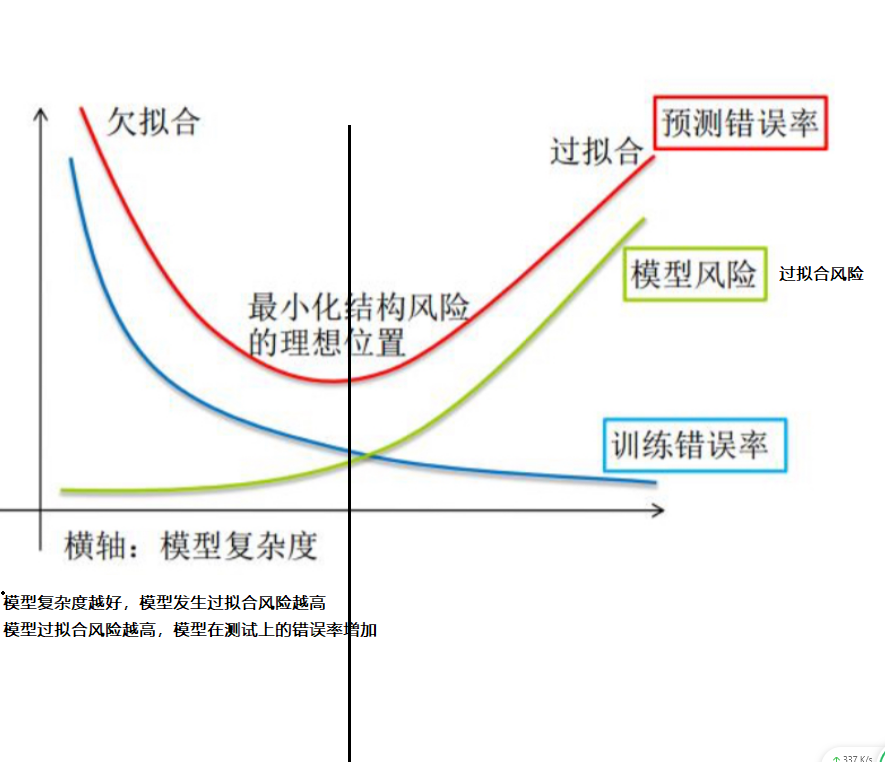 欠拟合
预测错误率
过拟合
模型风险
过拟合风险
最小化结构风险
的理想位置
训练错误率
横轴：模型复杂度
模型复杂度越好，模型发生过拟合风险越高
模型过拟合风险越高，模型在测试上的错误率增加
↑ 337 K/s